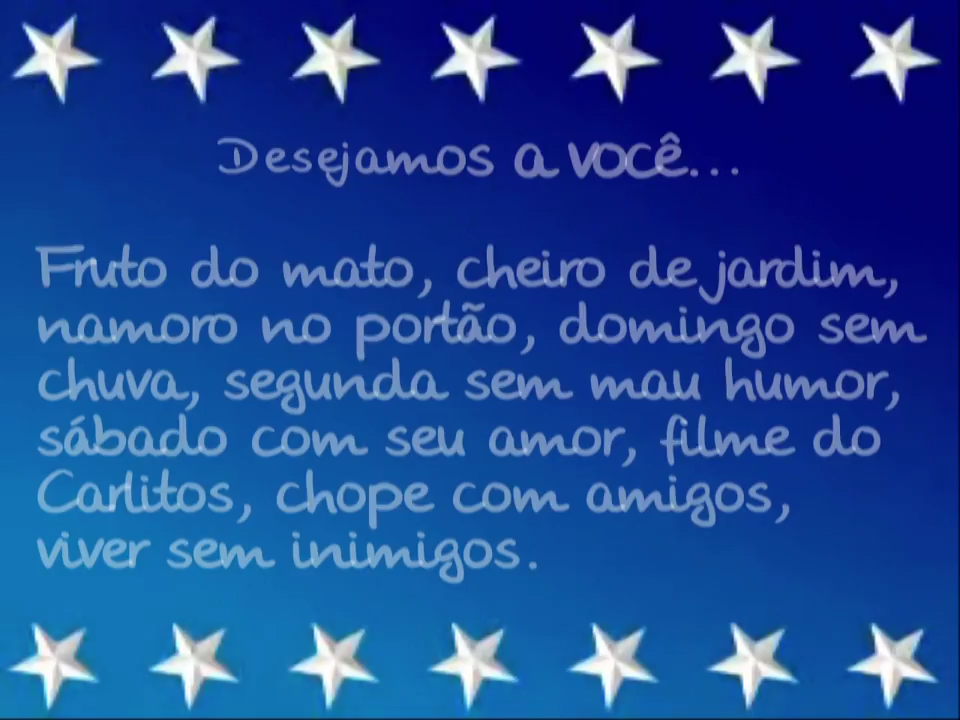 Desejamos a você...
Fruto do mato, cheiro de jardim,
namoro no portão, domingo sem
chuva, segunda sem mau humor,
sábado com seu amor, filme do
Carlitos, chope com amigos,
viver sem inimigos.